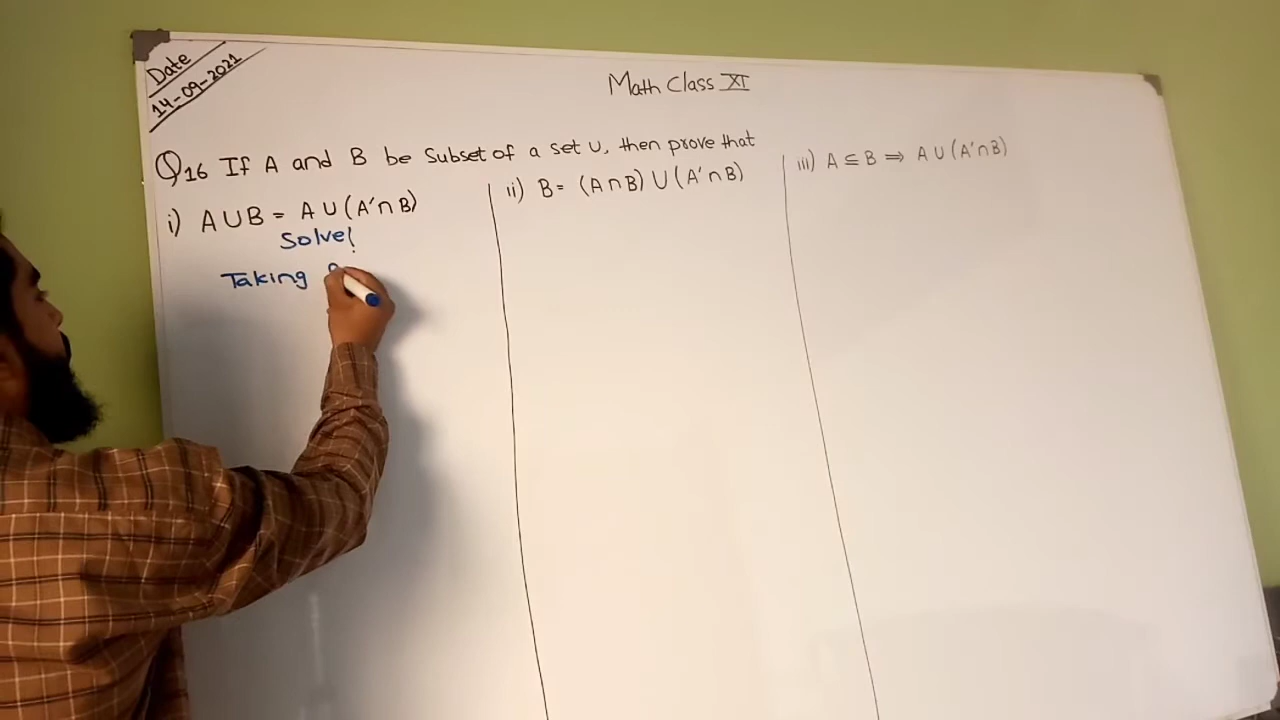 Date
14-09-2021
Math Class XI
Q16 If A and B be Subset of a set U, then prove that
i) A∪B = A∪(A′∩B)
Solve!
Taking
ii) B = (A∩B)∪(A′∩B)
iii) A⊆B ⇒ A∪(A′∩B)